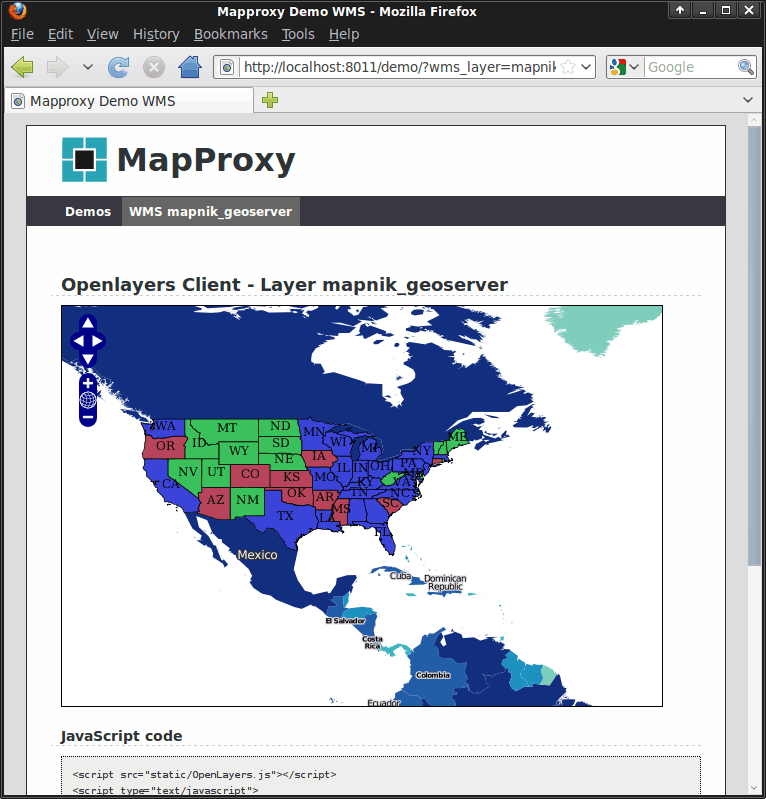 Mapproxy Demo WMS - Mozilla Firefox
File Edit View History Bookmarks Tools Help
http://localhost:8011/demo/?wms_layer=mapnik
Google
Mapproxy Demo WMS
MapProxy
Demos WMS mapnik_geoserver
Openlayers Client - Layer mapnik_geoserver
WA MT ND MN ME
OR ID SD WI MI NY
WY NE IA PA
NV UT CO IL IN OH
CA KS MO KY VA
AZ NM OK AR TN NC
TX LA MS SC
FL
Mexico
Cuba
Dominican
Republic
El Salvador
Costa
Rica
Colombia
Ecuador
JavaScript code
<script src="static/OpenLayers.js"></script>
<script type="text/javascript">